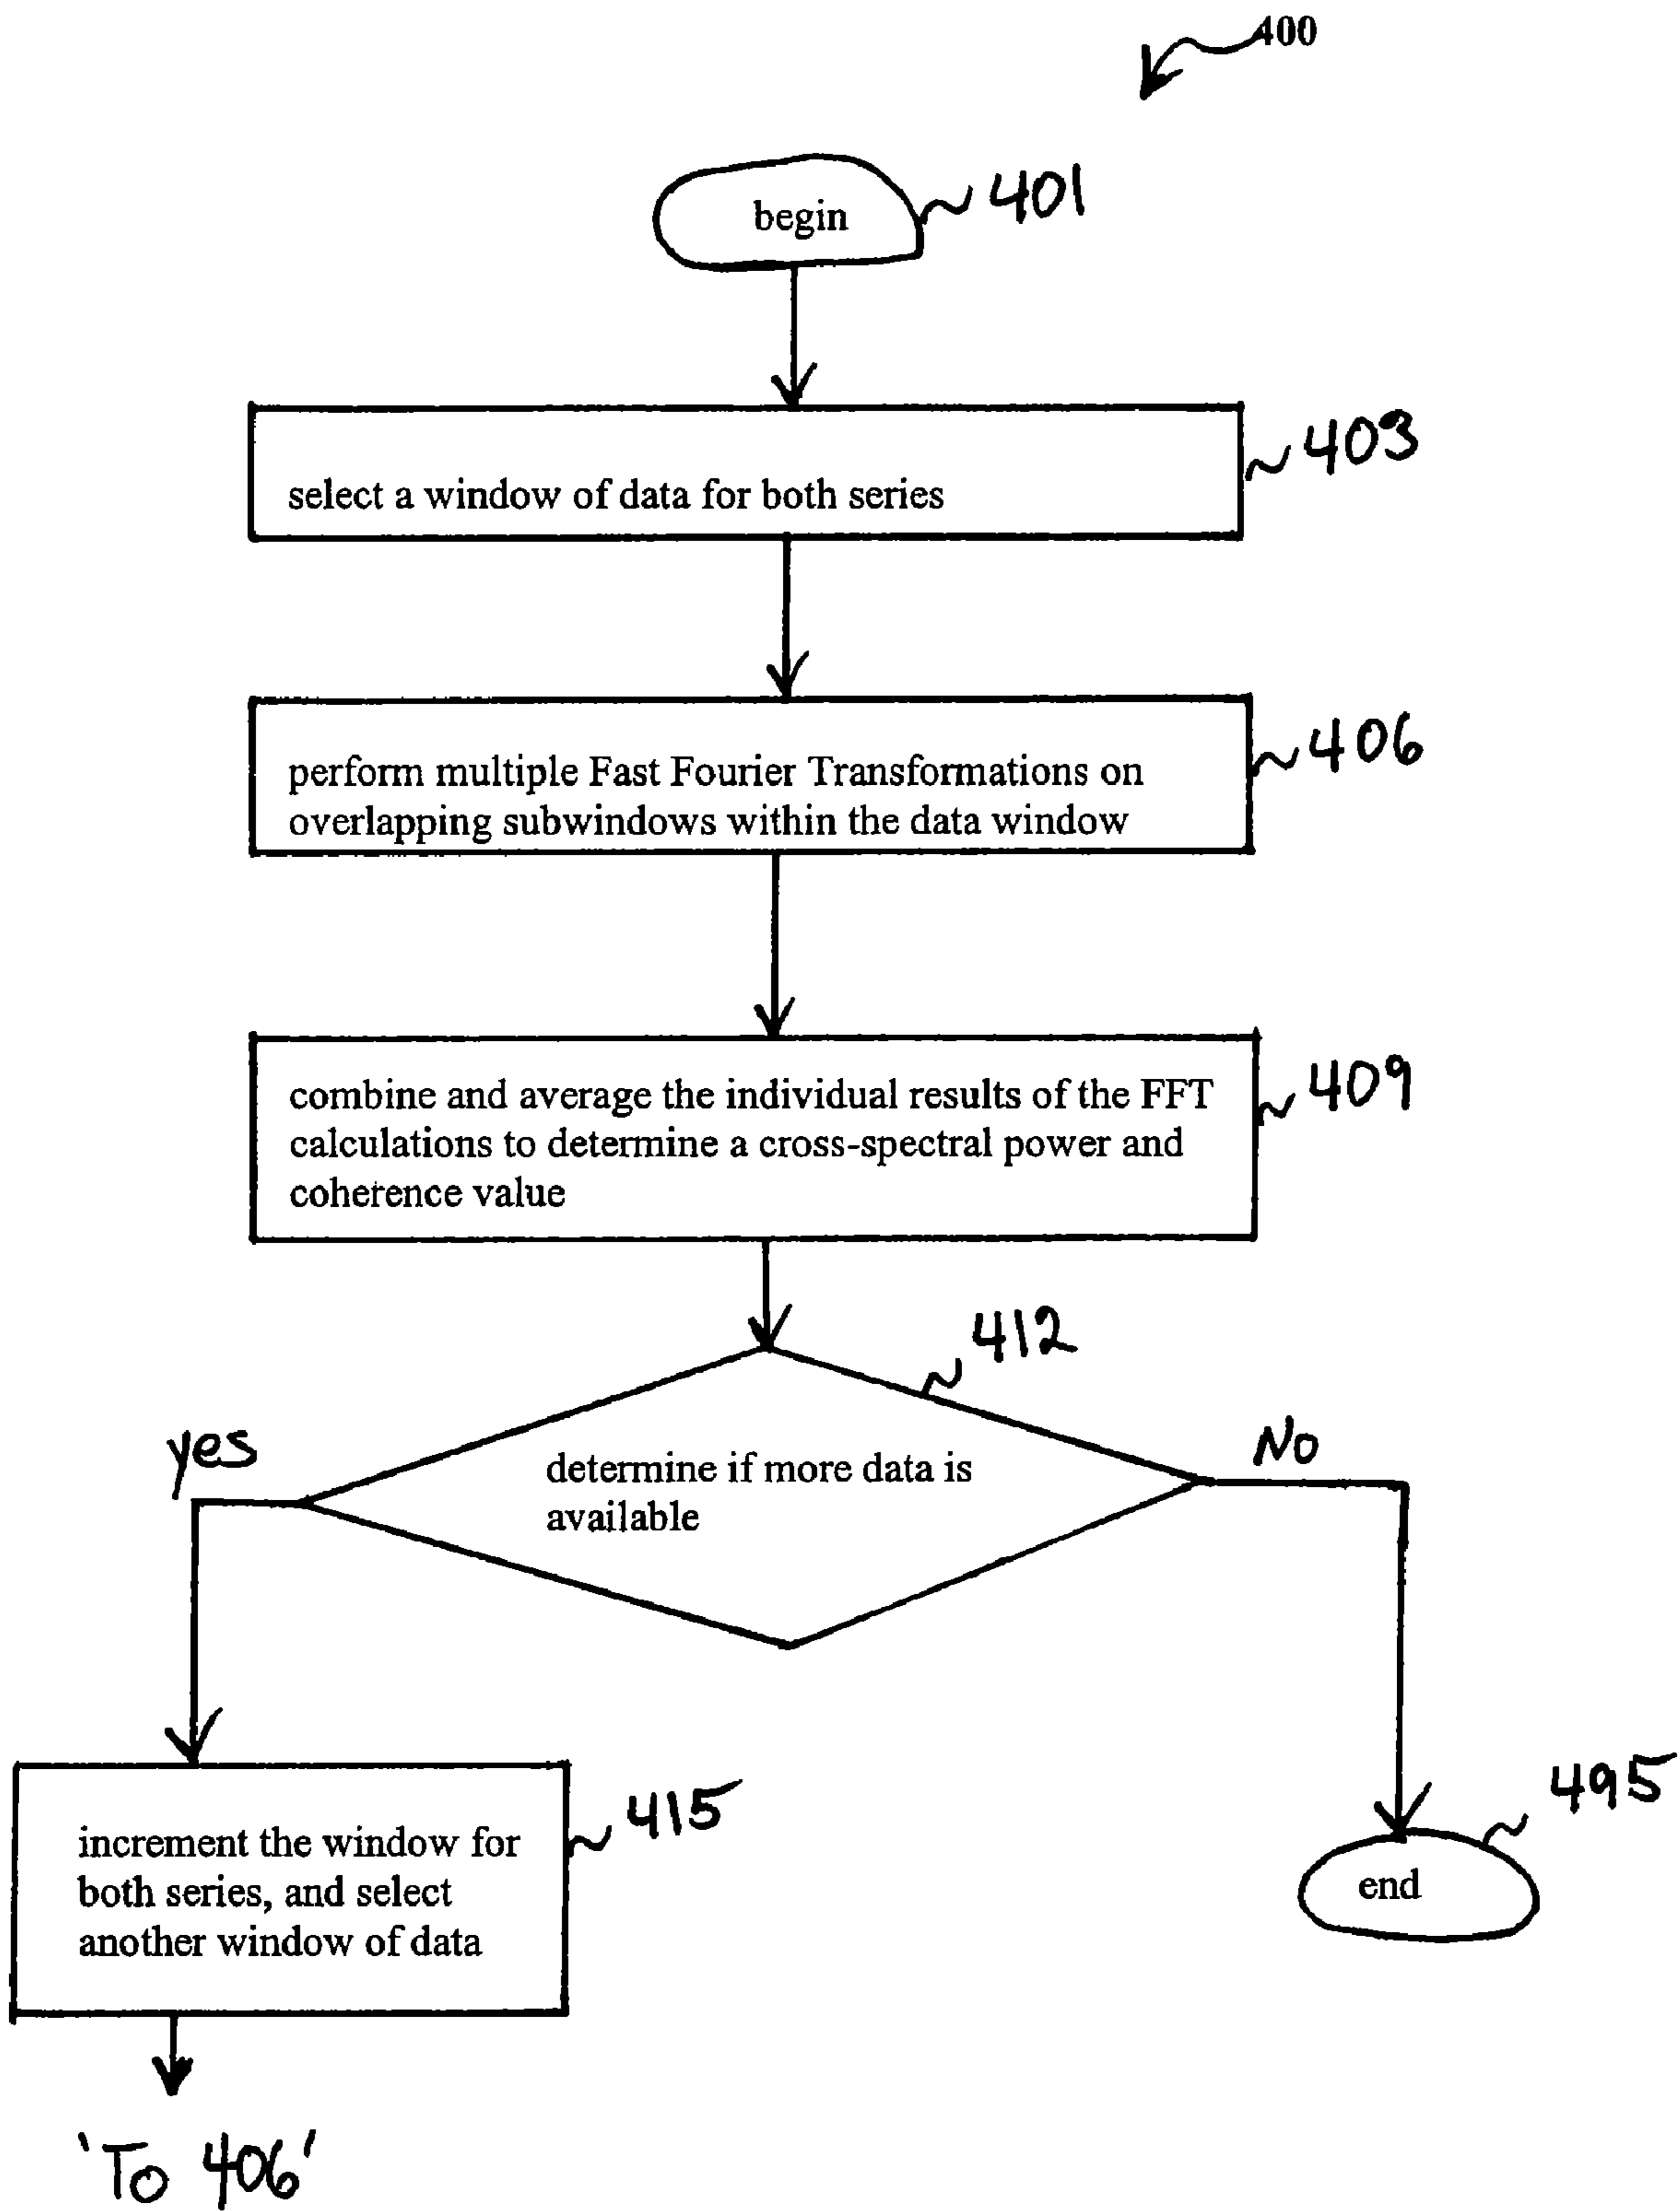 400
begin
401
select a window of data for both series
403
perform multiple Fast Fourier Transformations on
overlapping subwindows within the data window
406
combine and average the individual results of the FFT
calculations to determine a cross-spectral power and
coherence value
409
412
yes
determine if more data is
available
No
increment the window for
both series, and select
another window of data
415
495
end
'To 406'